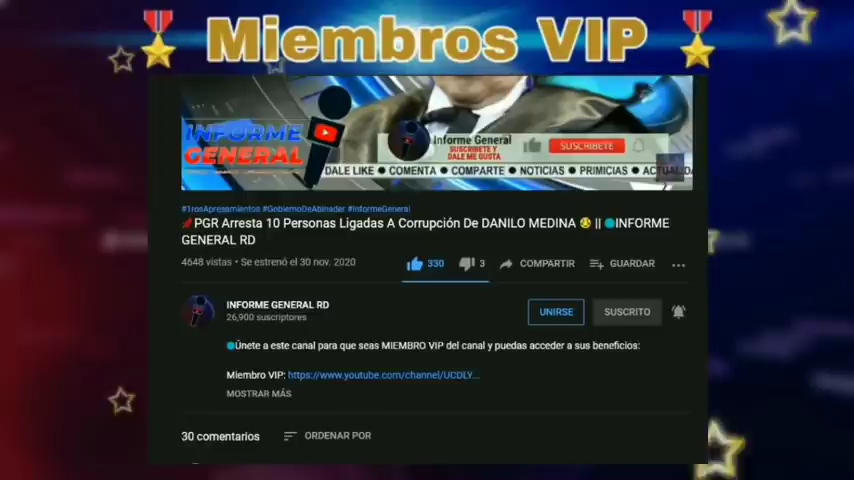 Miembros VIP
INFORME
GENERAL
Informe General
SUSCRIBETE Y
DALE ME GUSTA
SUSCRÍBETE
DALE LIKE ● COMENTA ● COMPARTE ● NOTICIAS ● PRIMICIAS ●
#1rosApresamientos #GobiernoDeAbinader #InformeGeneral
PGR Arresta 10 Personas Ligadas A Corrupción De DANILO MEDINA || INFORME
GENERAL RD
4648 vistas • Se estrenó el 30 nov. 2020
330
3
COMPARTIR
GUARDAR
INFORME GENERAL RD
26,900 suscriptores
UNIRSE
SUSCRITO
Únete a este canal para que seas MIEMBRO VIP del canal y puedas acceder a sus beneficios:
Miembro VIP: https://www.youtube.com/channel/UCDLY...
MOSTRAR MÁS
30 comentarios
ORDENAR POR